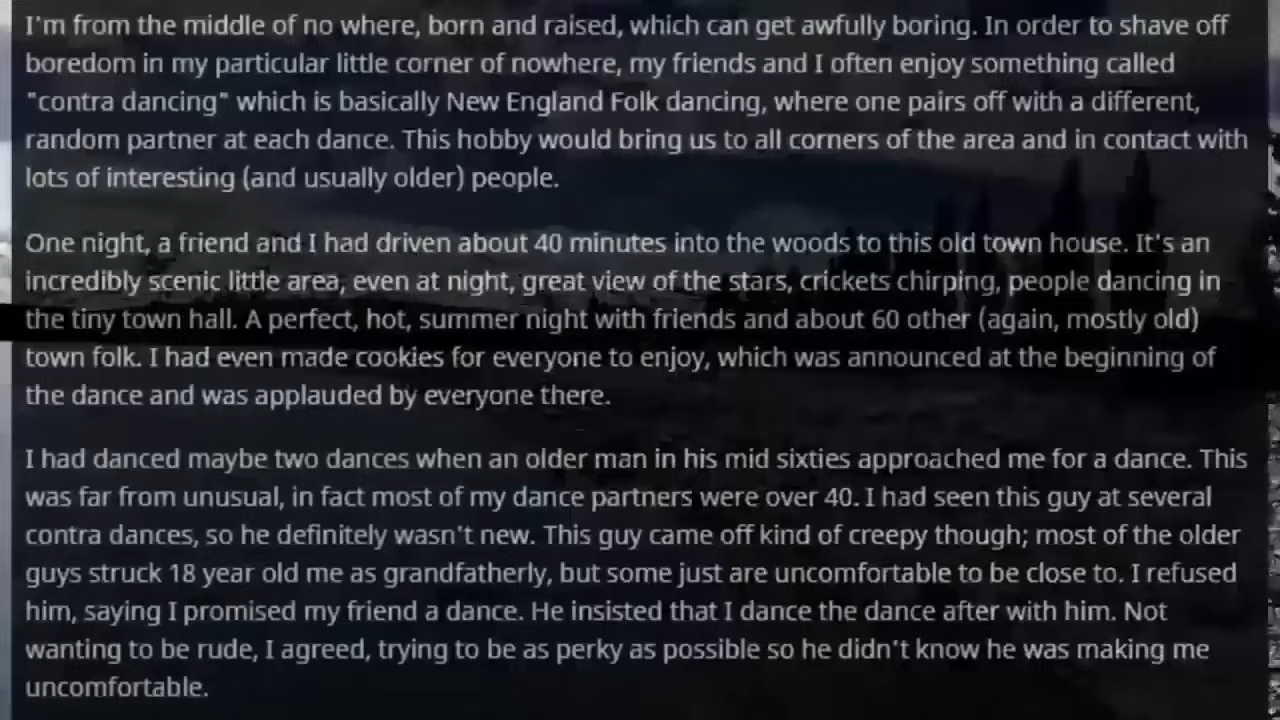 I'm from the middle of no where, born and raised, which can get awfully boring. In order to shave off
boredom in my particular little corner of nowhere, my friends and I often enjoy something called
"contra dancing" which is basically New England Folk dancing, where one pairs off with a different,
random partner at each dance. This hobby would bring us to all corners of the area and in contact with
lots of interesting (and usually older) people.
One night, a friend and I had driven about 40 minutes into the woods to this old town house. It's an
incredibly scenic little area, even at night, great view of the stars, crickets chirping, people dancing in
the tiny town hall. A perfect, hot, summer night with friends and about 60 other (again, mostly old)
town folk. I had even made cookies for everyone to enjoy, which was announced at the beginning of
the dance and was applauded by everyone there.
I had danced maybe two dances when an older man in his mid sixties approached me for a dance. This
was far from unusual, in fact most of my dance partners were over 40. I had seen this guy at several
contra dances, so he definitely wasn't new. This guy came off kind of creepy though; most of the older
guys struck 18 year old me as grandfatherly, but some just are uncomfortable to be close to. I refused
him, saying I promised my friend a dance. He insisted that I dance the dance after with him. Not
wanting to be rude, I agreed, trying to be as perky as possible so he didn't know he was making me
uncomfortable.